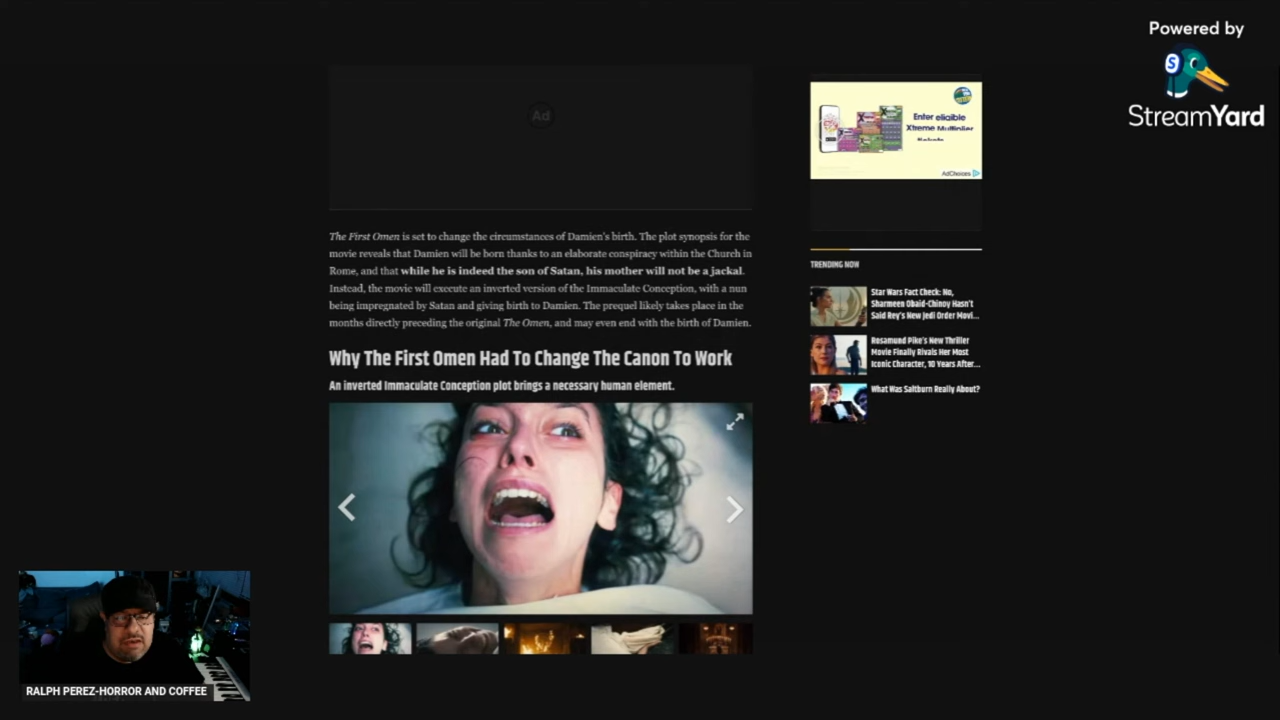 Powered by
StreamYard
Ad
The First Omen is set to change the circumstances of Damien's birth. The plot synopsis for the
movie reveals that Damien will be born thanks to an elaborate conspiracy within the Church in
Rome, and that while he is indeed the son of Satan, his mother will not be a jackal.
Instead, the movie will execute an inverted version of the Immaculate Conception, with a nun
being impregnated by Satan and giving birth to Damien. The prequel likely takes place in the
months directly preceding the original The Omen, and may even end with the birth of Damien.
Why The First Omen Had To Change The Canon To Work
An inverted Immaculate Conception plot brings a necessary human element.
Enter eligible
Xtreme Multiplier
AdChoices
TRENDING NOW
Star Wars Fact Check: No,
Sharmeen Obaid-Chinoy Hasn't
Said Rey's New Jedi Order Movi...
Rosamund Pike's New Thriller
Movie Finally Rivals Her Most
Iconic Character, 10 Years After...
What Was Saltburn Really About?
RALPH PEREZ-HORROR AND COFFEE